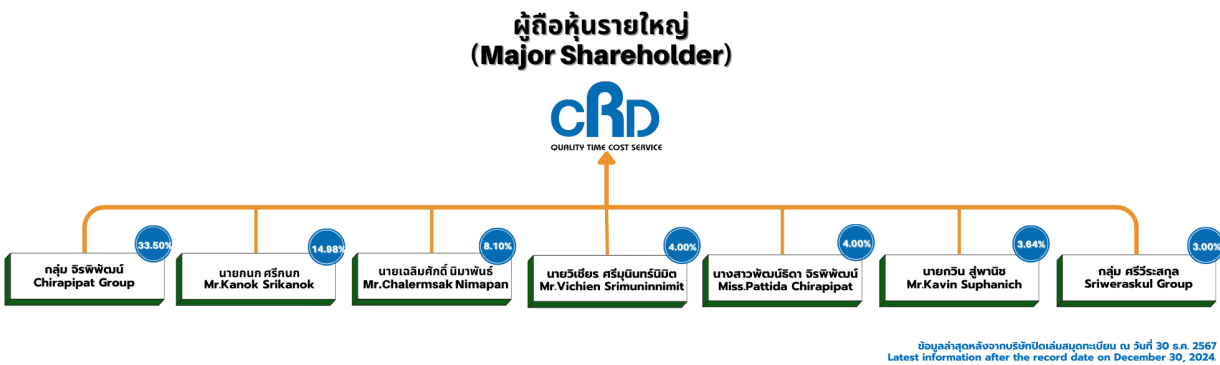 ผู้ถือหุ้นรายใหญ่
(Major Shareholder)
CRD
QUALITY TIME COST SERVICE
33.50%
กลุ่ม จิรพิพัฒน์
Chirapipat Group
14.98%
นายกนก ศรีกนก
Mr.Kanok Srikanok
8.10%
นายเฉลิมศักดิ์ นิมาพันธ์
Mr.Chalermsak Nimapan
4.00%
นายวิเชียร ศรีมุนินทร์นิมิต
Mr.Vichien Srimuninnimit
4.00%
นางสาวพัฒน์ธิดา จิรพิพัฒน์
Miss.Pattida Chirapipat
3.64%
นายกวิน สู่พานิช
Mr.Kavin Suphanich
3.00%
กลุ่ม ศรีวีระสกุล
Sriweraskul Group
ข้อมูลล่าสุดหลังจากบริษัทปิดเล่มสมุดทะเบียน ณ วันที่ 30 ธ.ค. 2567
Latest information after the record date on December 30, 2024.